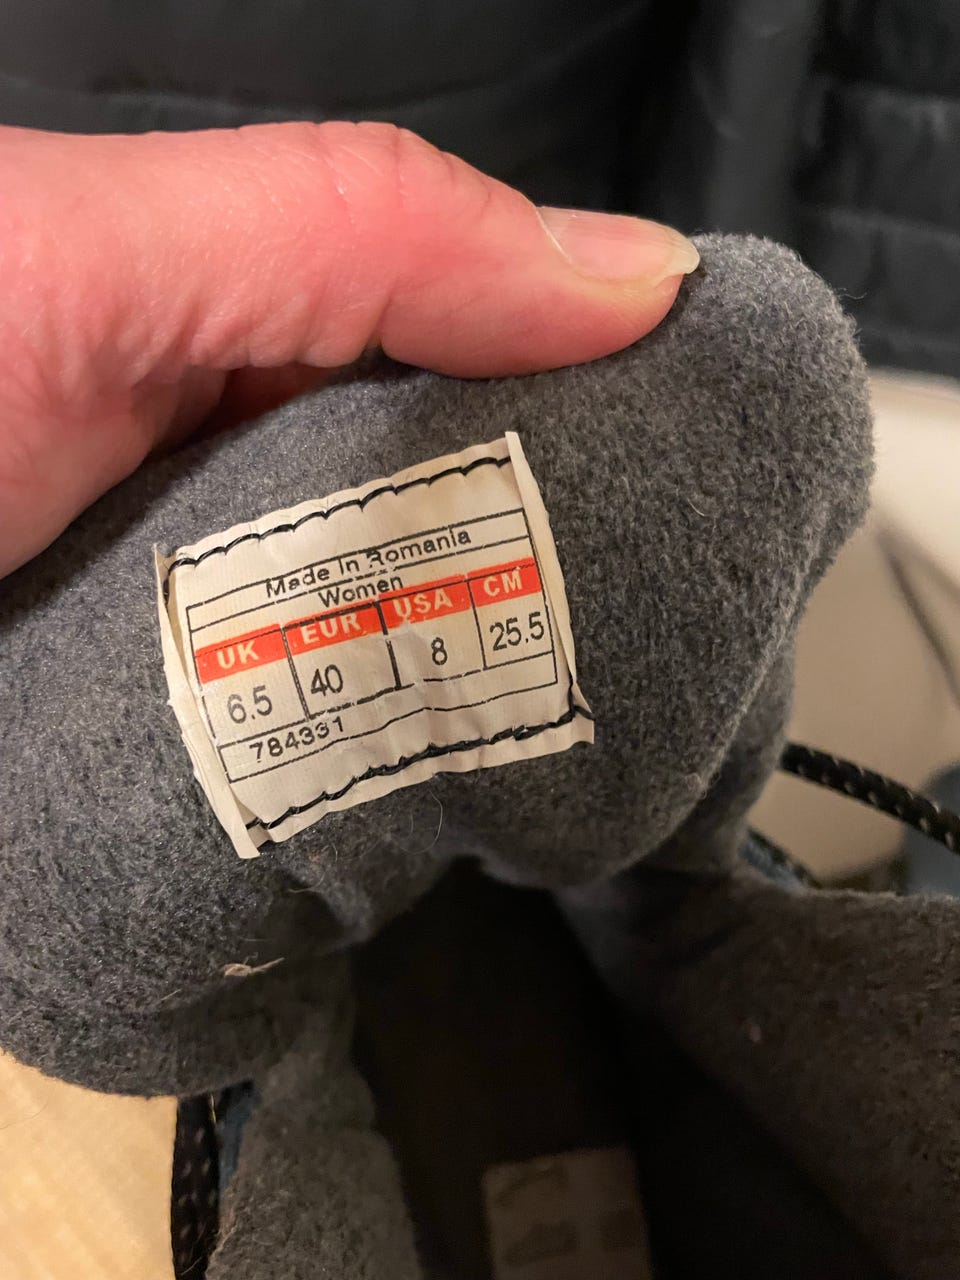 Made In Romania
Women
UK EUR USA CM
6.5 40 8 25.5
784331